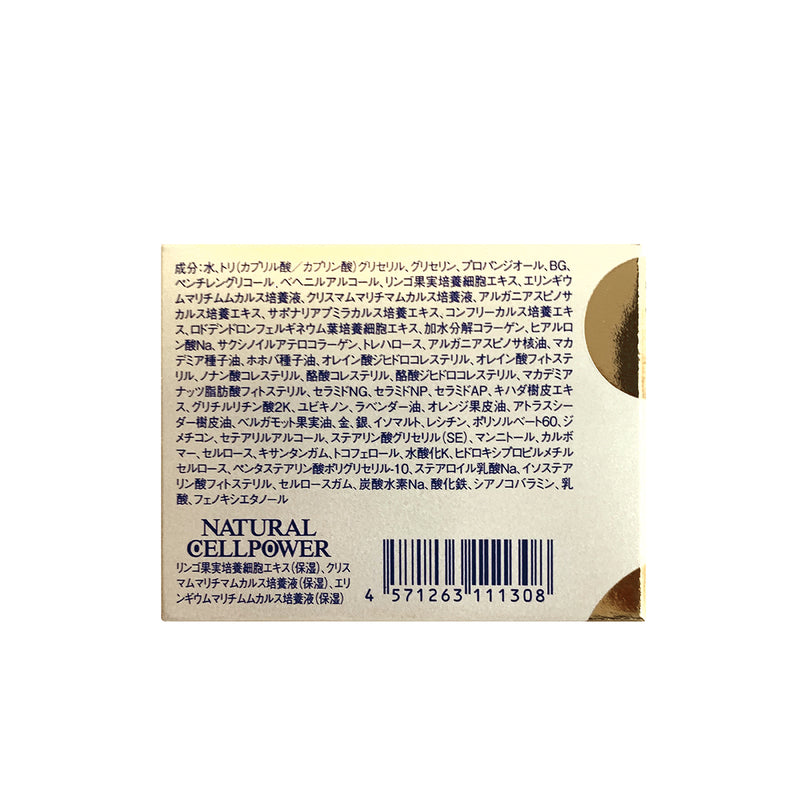 成分：水、トリ(カプリル酸／カプリン酸)グリセリル、グリセリン、プロパンジオール、BG、
ペンチレングリコール、ベヘニルアルコール、リンゴ果実培養細胞エキス、エリンギウ
ムマリチムムカルス培養液、クリスマムマリチマムカルス培養液、アルガニアスピノサ
カルス培養エキス、サポナリアプミラカルス培養エキス、コンフリーカルス培養エキ
ス、ロドデンドロンフェルギネウム葉培養細胞エキス、加水分解コラーゲン、ヒアルロ
ン酸Na、サクシノイルアテロコラーゲン、トレハロース、アルガニアスピノサ核油、マカ
デミア種子油、ホホバ種子油、オレイン酸ジヒドロコレステリル、オレイン酸フィトステ
リル、ノナン酸コレステリル、酪酸コレステリル、酪酸ジヒドロコレステリル、マカデミア
ナッツ脂肪酸フィトステリル、セラミドNG、セラミドNP、セラミドAP、キハダ樹皮エキ
ス、グリチルリチン酸2K、ユビキノン、ラベンダー油、オレンジ果皮油、アトラスシー
ダー樹皮油、ベルガモット果実油、金、銀、イソマルト、レシチン、ポリソルベート60、ジ
メチコン、セテアリルアルコール、ステアリン酸グリセリル(SE)、マンニトール、カルボ
マー、セルロース、キサンタンガム、トコフェロール、水酸化K、ヒドロキシプロピルメチル
セルロース、ペンタステアリン酸ポリグリセリル-10、ステアロイル乳酸Na、イソステア
リン酸フィトステリル、セルロースガム、炭酸水素Na、酸化鉄、シアノコバラミン、乳
酸、フェノキシエタノール
NATURAL
CELLPOWER
リンゴ果実培養細胞エキス(保湿)、クリス
マムマリチマムカルス培養液(保湿)、エリ
ンギウムマリチムムカルス培養液(保湿)
4 571263 111308